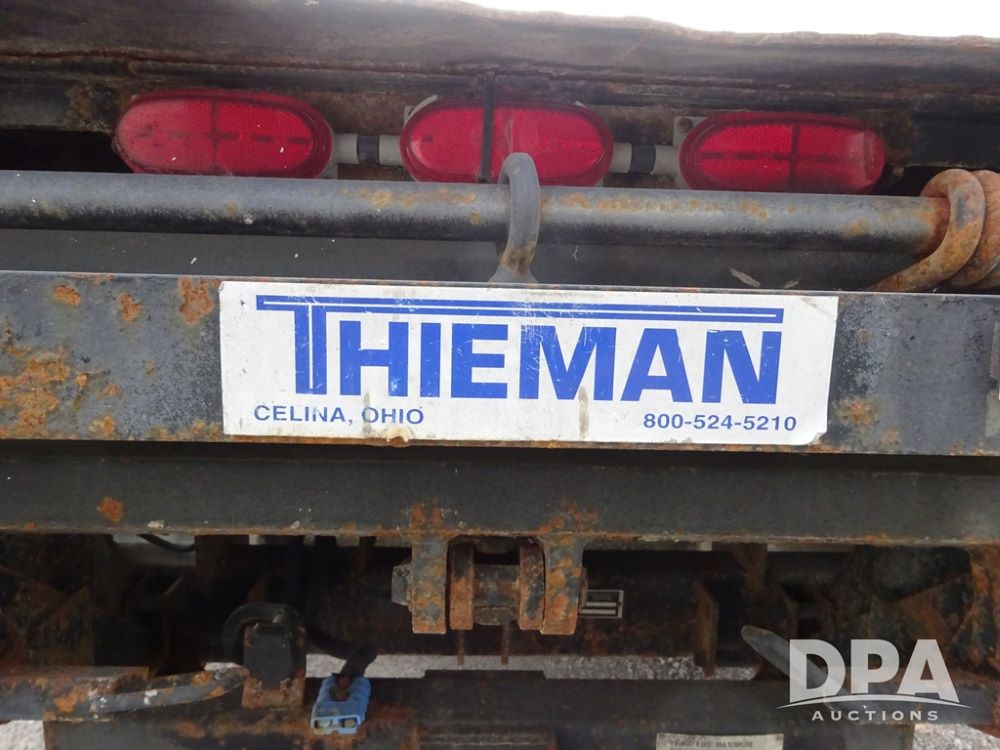 THIEMAN
CELINA, OHIO 800-524-5210
DPA
AUCTIONS